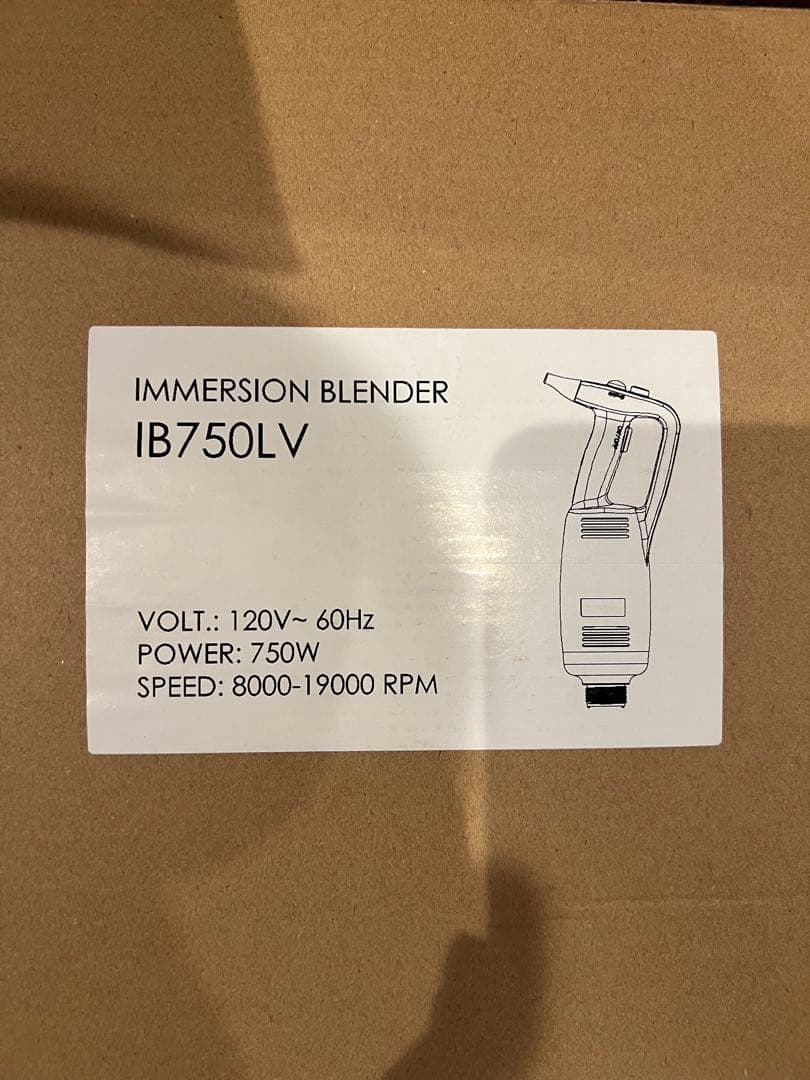 IMMERSION BLENDER
IB750LV
VOLT.: 120V~ 60Hz
POWER: 750W
SPEED: 8000-19000 RPM